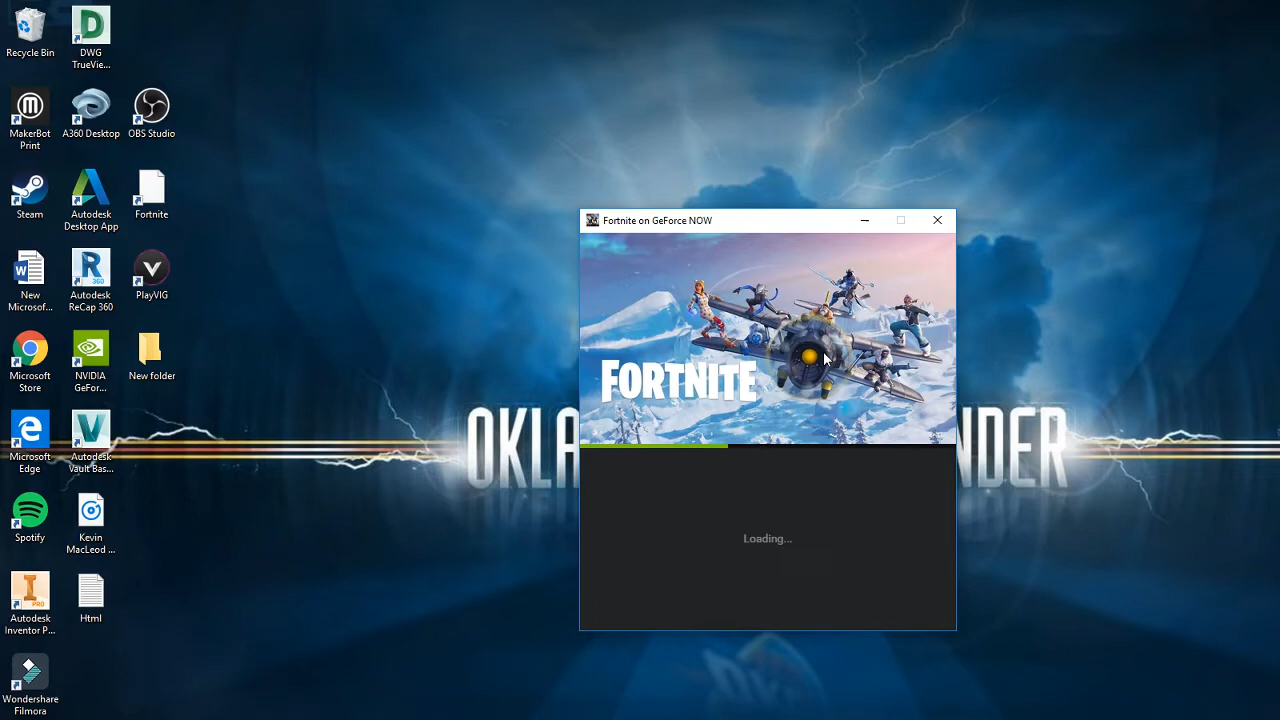 Recycle Bin
DWG
TrueVie...
MakerBot
Print
A360 Desktop
OBS Studio
Steam
Autodesk
Desktop App
Fortnite
New
Microsof...
R
360
Autodesk
ReCap 360
PlayVIG
Microsoft
Store
NVIDIA
GeFor...
New folder
Microsoft
Edge
Autodesk
Vault Bas...
Spotify
Kevin
MacLeod ...
PRO
Autodesk
Inventor P...
Html
Wondershare
Filmora
Fortnite on GeForce NOW
FORTNITE
Loading...
OKLA
NDER